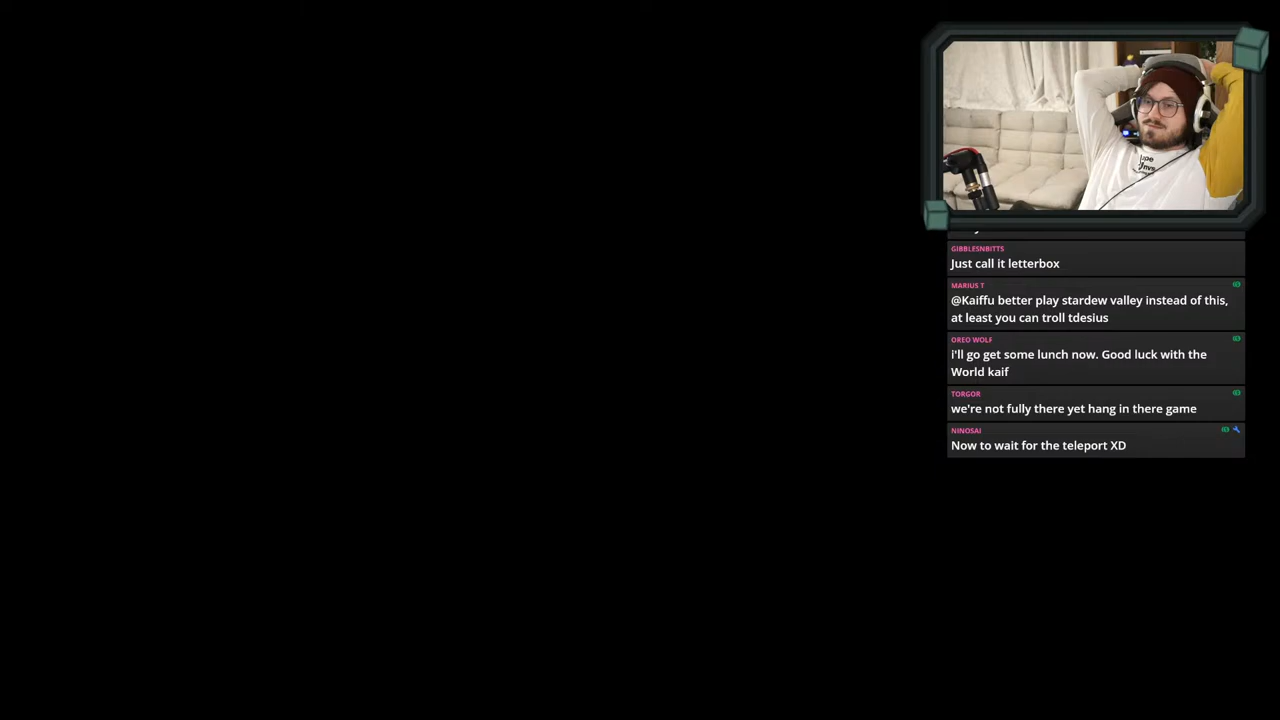 GIBBLESNBITTS
Just call it letterbox
MARIUS T
@Kaiffu better play stardew valley instead of this,
at least you can troll tdesius
OREO WOLF
i'll go get some lunch now. Good luck with the
World kaif
TORGOR
we're not fully there yet hang in there game
NINOSAI
Now to wait for the teleport XD